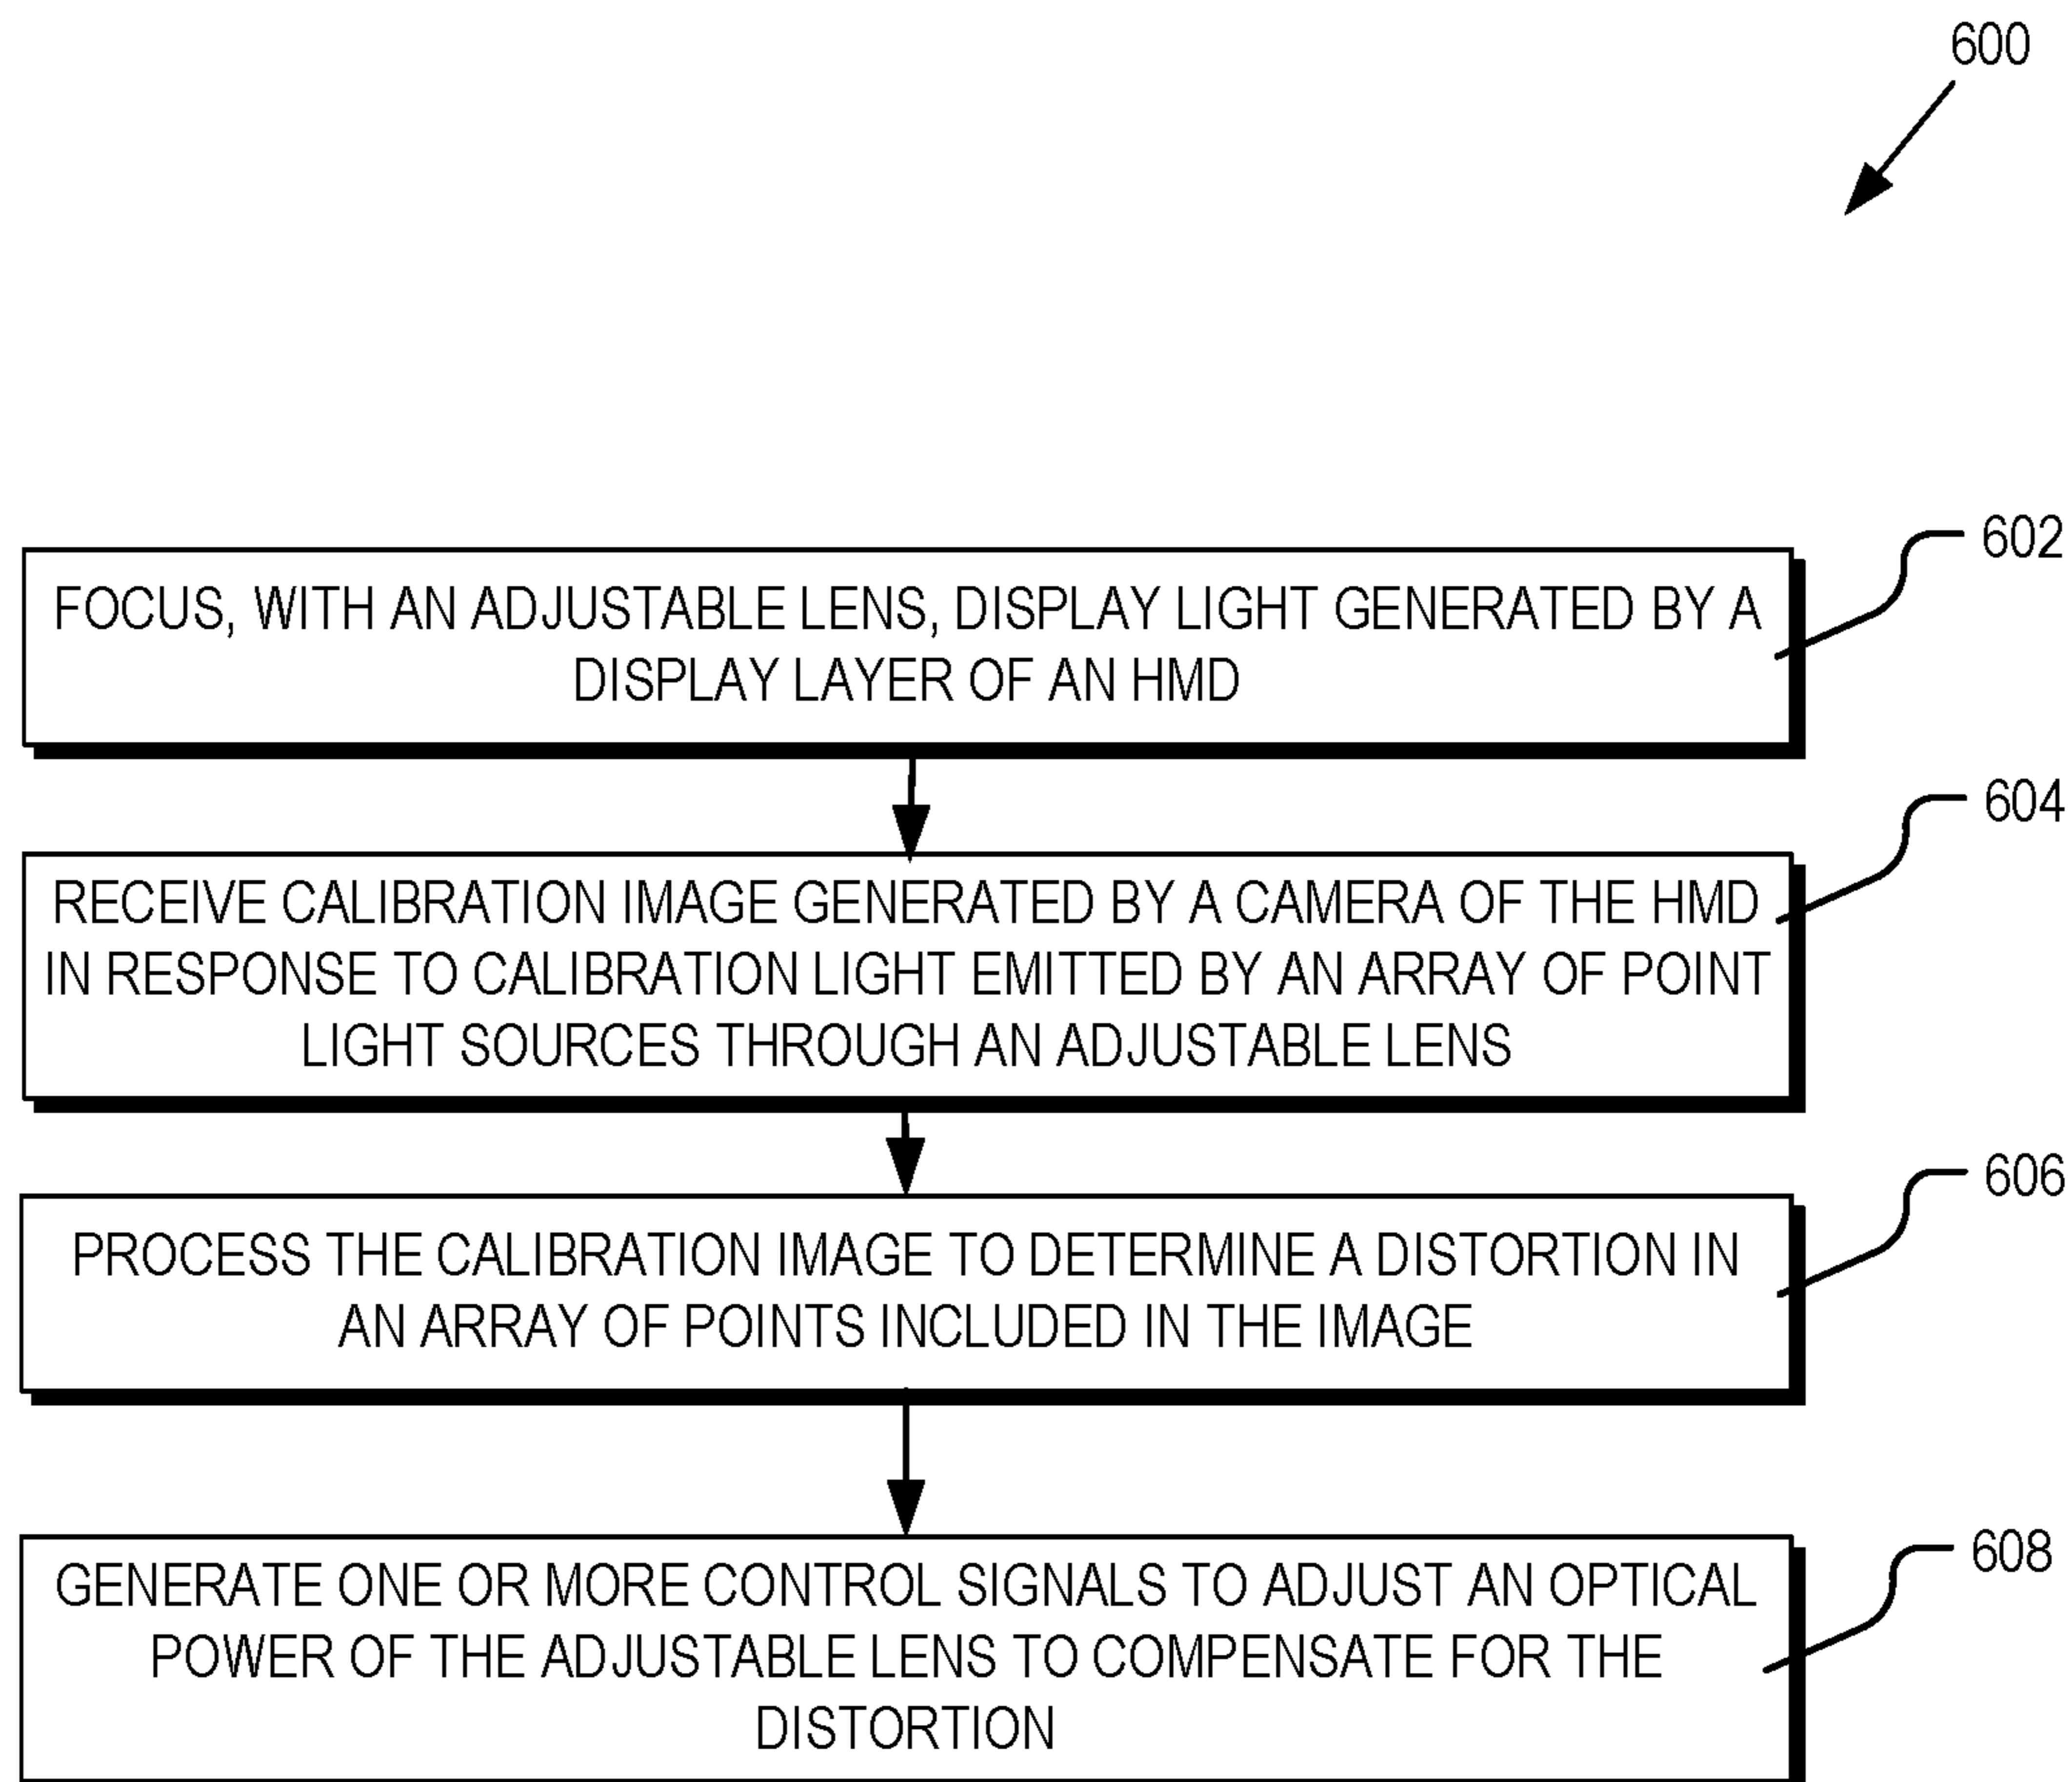 600
602
FOCUS, WITH AN ADJUSTABLE LENS, DISPLAY LIGHT GENERATED BY A
DISPLAY LAYER OF AN HMD
604
RECEIVE CALIBRATION IMAGE GENERATED BY A CAMERA OF THE HMD
IN RESPONSE TO CALIBRATION LIGHT EMITTED BY AN ARRAY OF POINT
LIGHT SOURCES THROUGH AN ADJUSTABLE LENS
606
PROCESS THE CALIBRATION IMAGE TO DETERMINE A DISTORTION IN
AN ARRAY OF POINTS INCLUDED IN THE IMAGE
608
GENERATE ONE OR MORE CONTROL SIGNALS TO ADJUST AN OPTICAL
POWER OF THE ADJUSTABLE LENS TO COMPENSATE FOR THE
DISTORTION